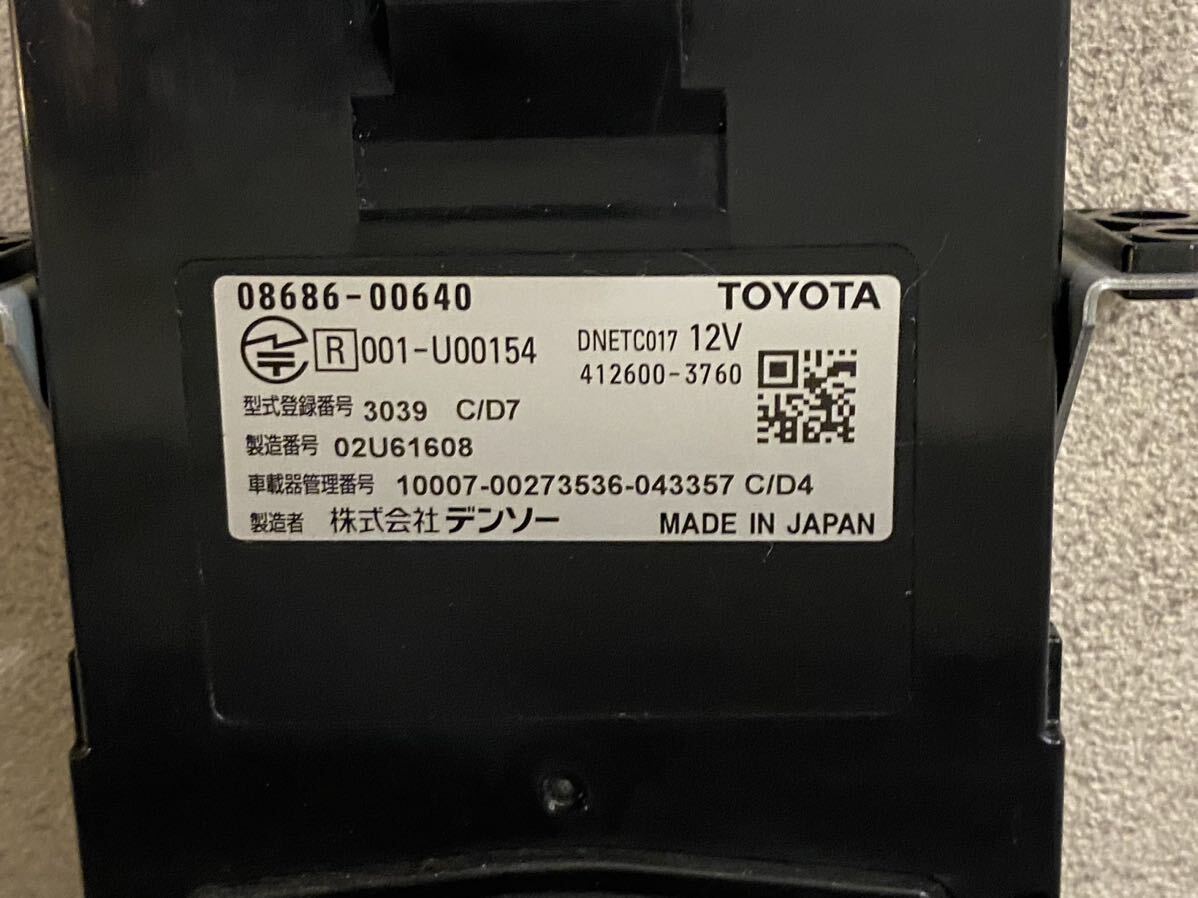 08686-00640 TOYOTA
R 001-U00154 DNETC017 12V
412600-3760
型式登録番号 3039 C/D7
製造番号 02U61608
車載器管理番号 10007-00273536-043357 C/D4
製造者 株式会社デンソー MADE IN JAPAN